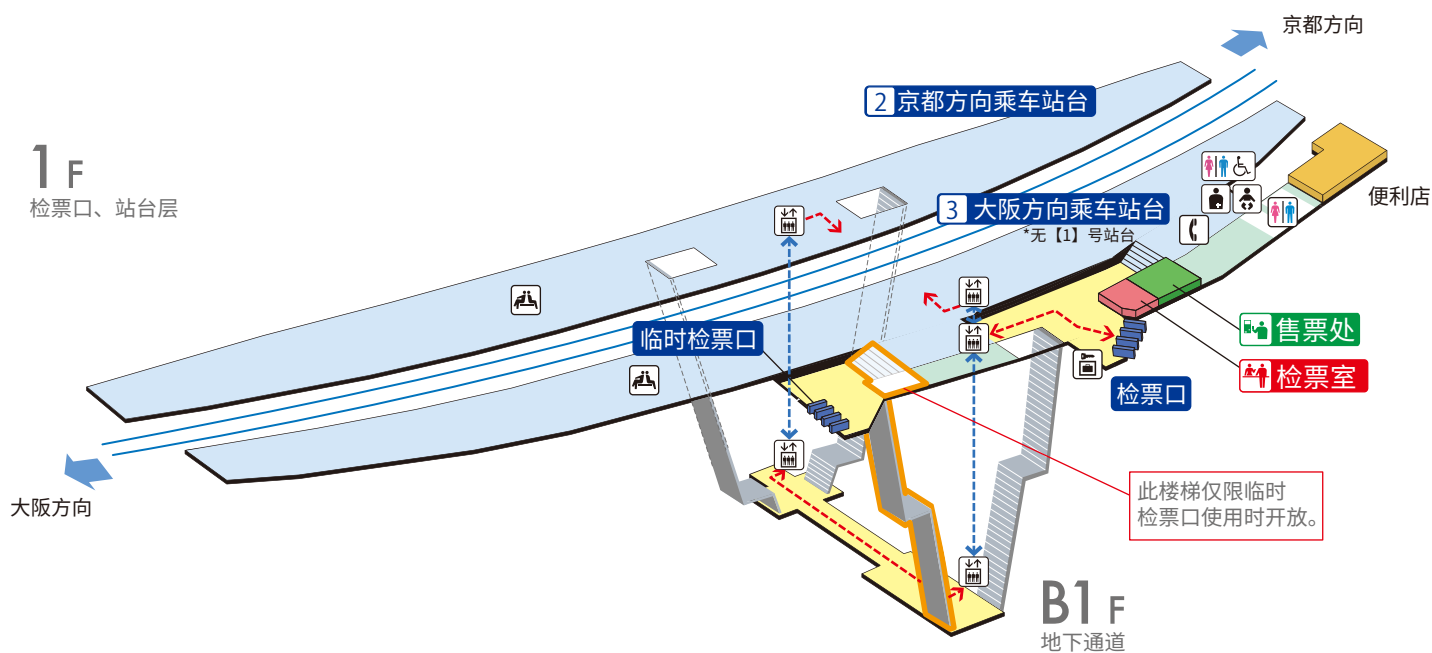 京都方向
2 京都方向乘车站台
1 F
检票口、站台层
3 大阪方向乘车站台
*无【1】号站台
便利店
临时检票口
售票处
检票室
检票口
此楼梯仅限临时
检票口使用时开放。
大阪方向
B1 F
地下通道